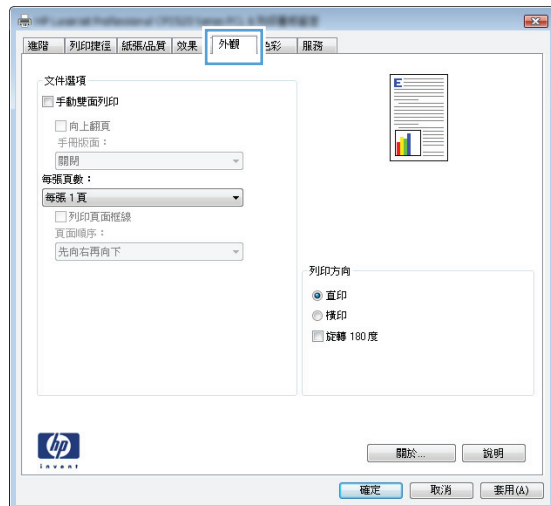 進階 列印捷徑 紙張/品質 效果 外觀 色彩 服務
文件選項
手動雙面列印
向上翻頁
手冊版面：
關閉
每張頁數：
每張 1 頁
列印頁面框線
頁面順序：
先向右再向下
E
列印方向
直印
橫印
旋轉 180 度
hp
invent
關於... 說明
確定 取消 套用(A)